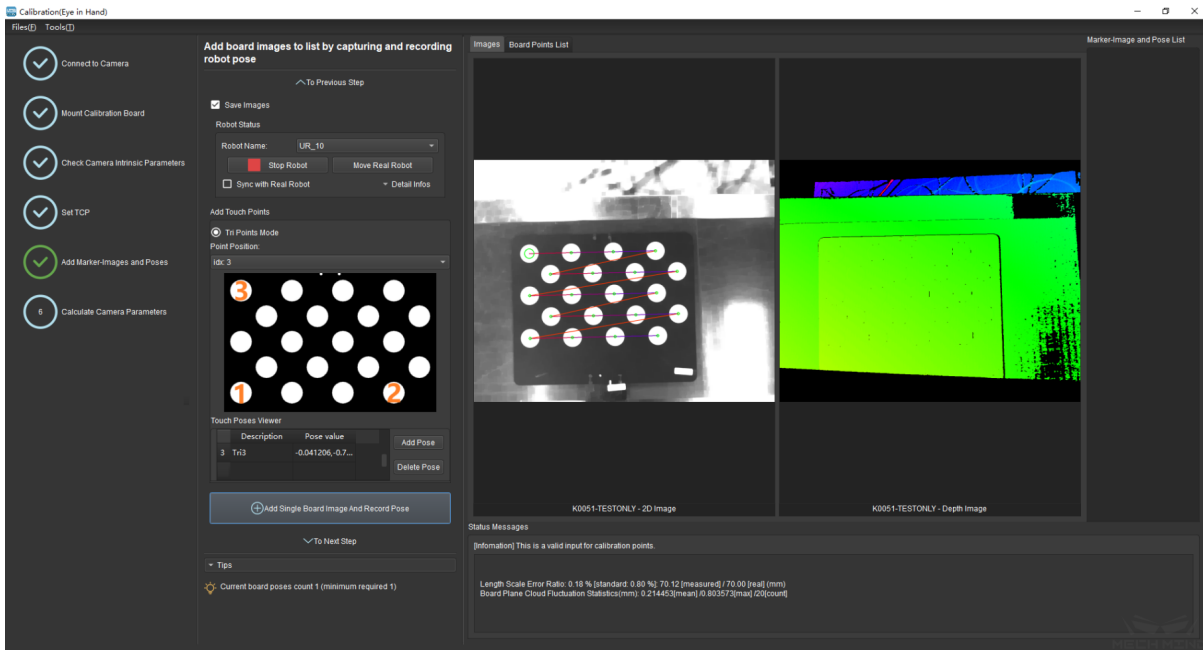 Calibration(Eye in Hand)
Files(F) Tools(T)
Connect to Camera
Mount Calibration Board
Check Camera Intrinsic Parameters
Set TCP
Add Marker-Images and Poses
6 Calculate Camera Parameters
Add board images to list by capturing and recording
robot pose
To Previous Step
Save Images
Robot Status
Robot Name: UR_10
Stop Robot Move Real Robot
Sync with Real Robot Detail Infos
Add Touch Points
Tri Points Mode
Point Position:
idx: 3
3
1 2
Touch Poses Viewer
Description Pose value
3 Tri3 -0.041206,-0.7...
Add Pose
Delete Pose
Add Single Board Image And Record Pose
To Next Step
Tips
Current board poses count 1 (minimum required 1)
Images Board Points List
K0051-TESTONLY - 2D Image K0051-TESTONLY - Depth Image
Status Messages
[Infomation] This is a valid input for calibration points.
Length Scale Error Ratio: 0.18 % [standard: 0.80 %]: 70.12 [measured] / 70.00 [real] (mm)
Board Plane Cloud Fluctuation Statistics(mm): 0.214453[mean] /0.803573[max] /20[count]
Marker-Image and Pose List
MECH MIND